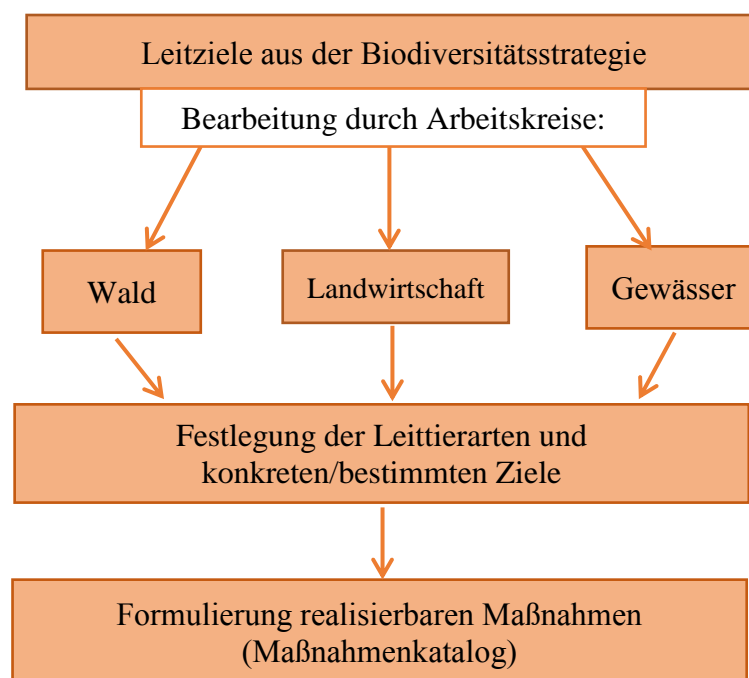 Leitziele aus der Biodiversitätsstrategie
Bearbeitung durch Arbeitskreise:
Wald
Landwirtschaft
Gewässer
Festlegung der Leittierarten und
konkreten/bestimmten Ziele
Formulierung realisierbaren Maßnahmen
(Maßnahmenkatalog)